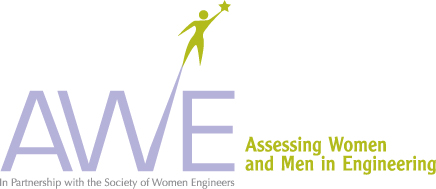 AWE
Assessing Women
and Men in Engineering
In Partnership with the Society of Women Engineers